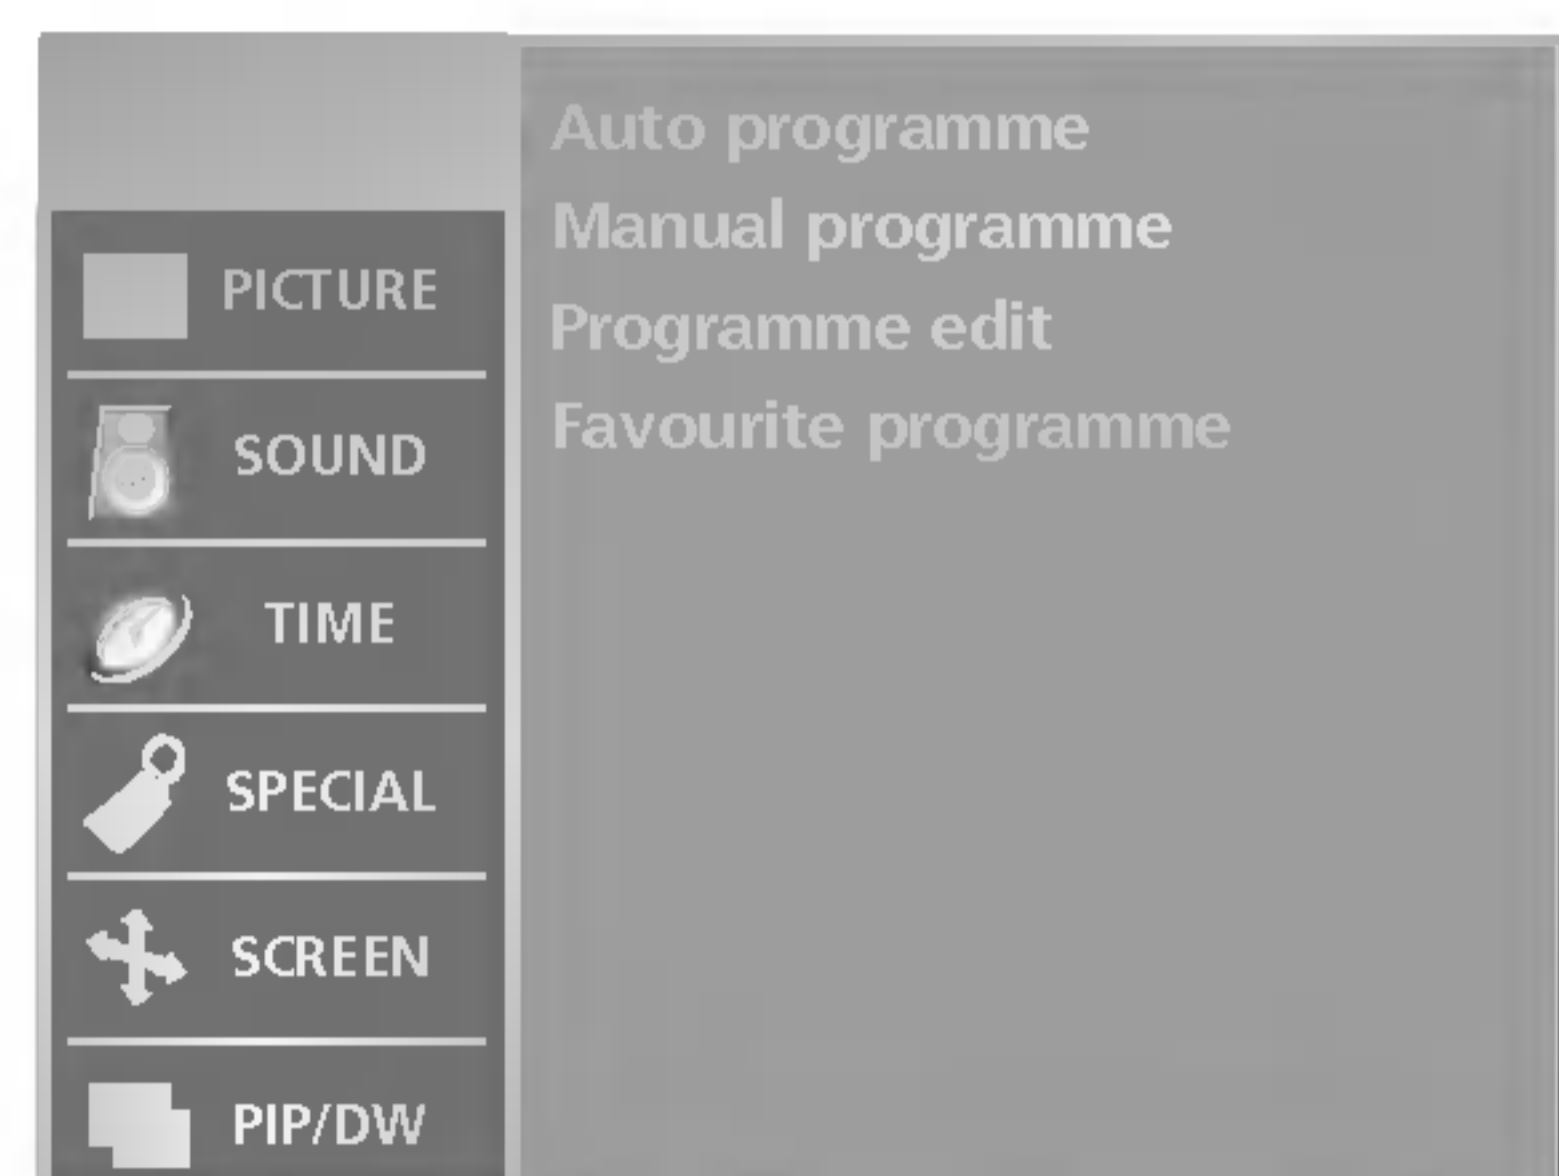 PICTURE
SOUND
TIME
SPECIAL
SCREEN
PIP/DW
Auto programme
Manual programme
Programme edit
Favourite programme